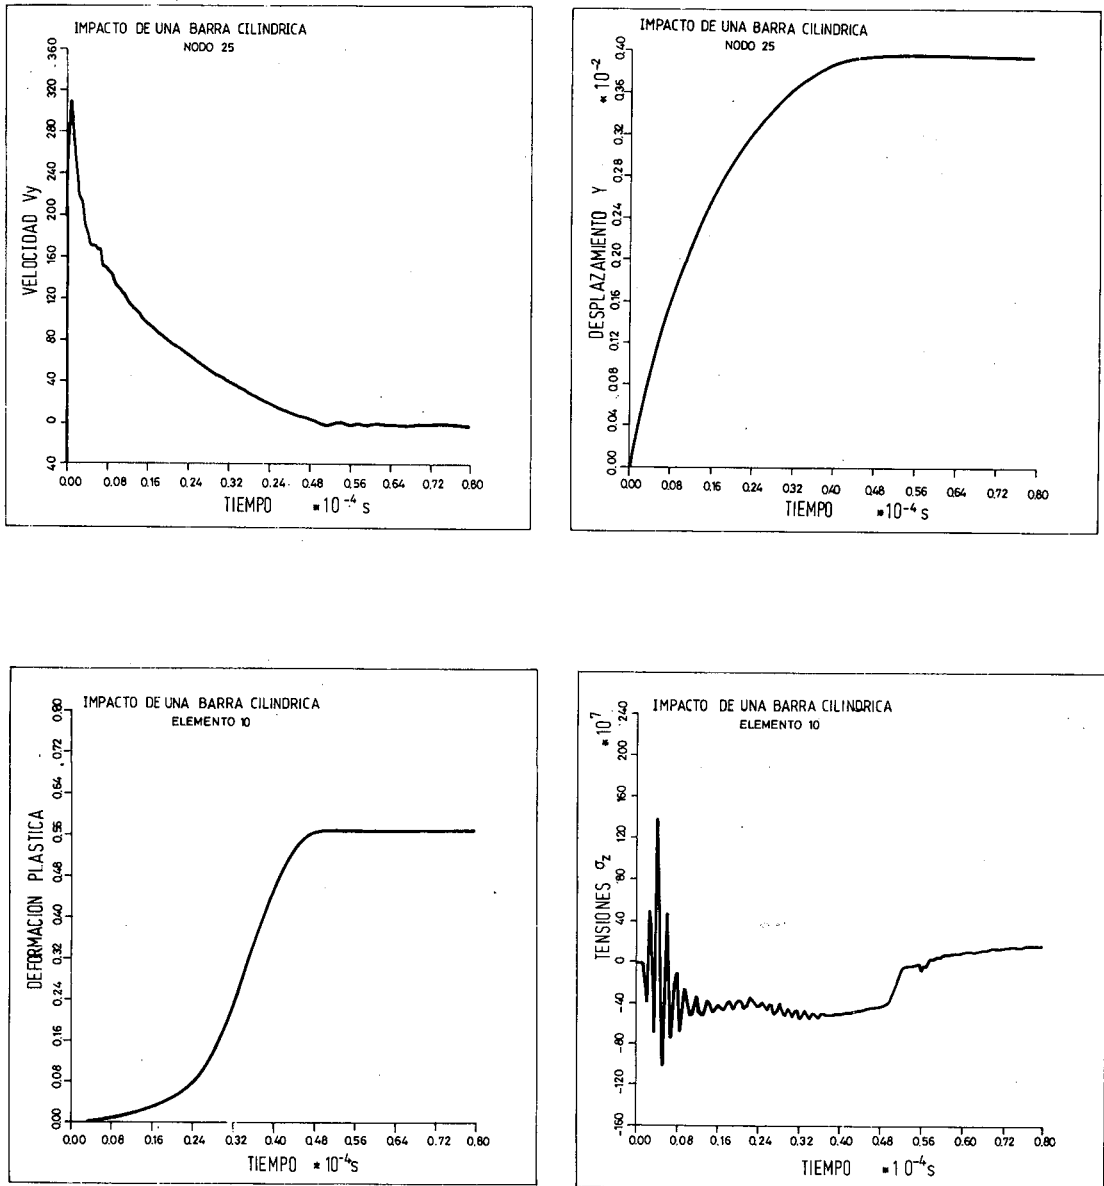 IMPACTO DE UNA BARRA CILINDRICA
NODO 25
VELOCIDAD Vy
360
320
280
240
200
160
120
80
40
0
40
0.00 0.08 0.16 0.24 0.32 0.40 0.48 0.56 0.64 0.72 0.80
TIEMPO *10-4 s
IMPACTO DE UNA BARRA CILINDRICA
NODO 25
DESPLAZAMIENTO Y *10-2
0.40
0.36
0.32
0.28
0.24
0.20
0.16
0.12
0.08
0.04
0.00
0.00 0.08 0.16 0.24 0.32 0.40 0.48 0.56 0.64 0.72 0.80
TIEMPO *10-4 s
IMPACTO DE UNA BARRA CILINDRICA
ELEMENTO 10
DEFORMACION PLASTICA
0.80
0.72
0.64
0.56
0.48
0.40
0.32
0.24
0.16
0.08
0.00
0.00 0.08 0.16 0.24 0.32 0.40 0.48 0.56 0.64 0.72 0.80
TIEMPO *10-4s
IMPACTO DE UNA BARRA CILINDRICA
ELEMENTO 10
TENSIONES σz *107
240
200
160
120
80
40
0
-40
-80
-120
-160
0.00 0.08 0.16 0.24 0.32 0.40 0.48 0.56 0.64 0.72 0.80
TIEMPO *10-4s